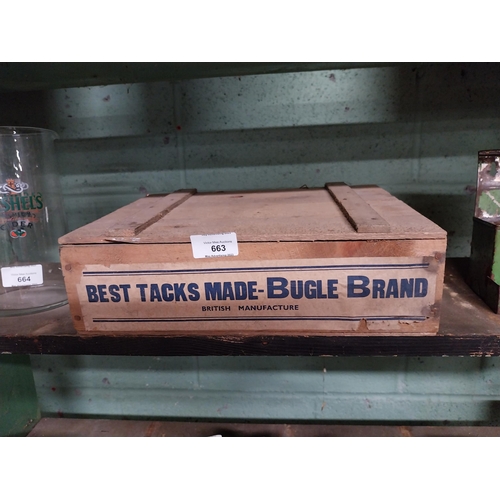 663
BEST TACKS MADE-BUGLE BRAND
BRITISH MANUFACTURE
664